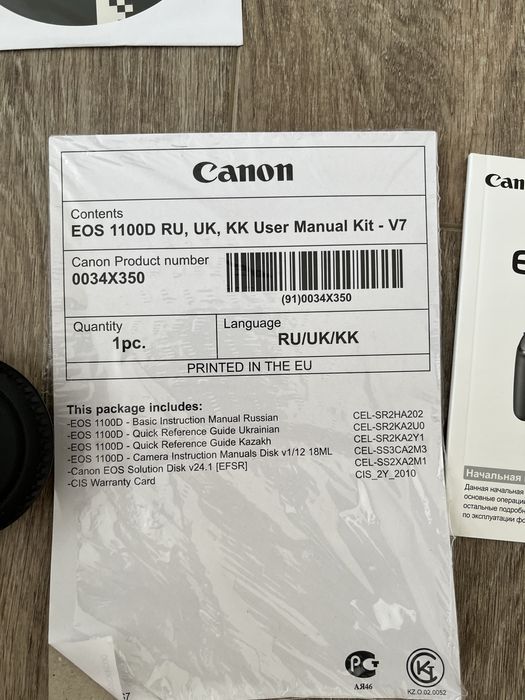 Canon
Contents
EOS 1100D RU, UK, KK User Manual Kit - V7
Canon Product number
0034X350
(91)0034X350
Quantity
1pc.
Language
RU/UK/KK
PRINTED IN THE EU
This package includes:
-EOS 1100D - Basic Instruction Manual Russian CEL-SR2HA202
-EOS 1100D - Quick Reference Guide Ukrainian CEL-SR2KA2U0
-EOS 1100D - Quick Reference Guide Kazakh CEL-SR2KA2Y1
-EOS 1100D - Camera Instruction Manuals Disk v1/12 18ML CEL-SS3CA2M3
-Canon EOS Solution Disk v24.1 [EFSR] CEL-SS2XA2M1
-CIS Warranty Card CIS_2Y_2010
АЯ46
KZ.O.02.0052
Can
E
Начальная
Данная начальная
основные операци
остальные подробн
по эксплуатации фо